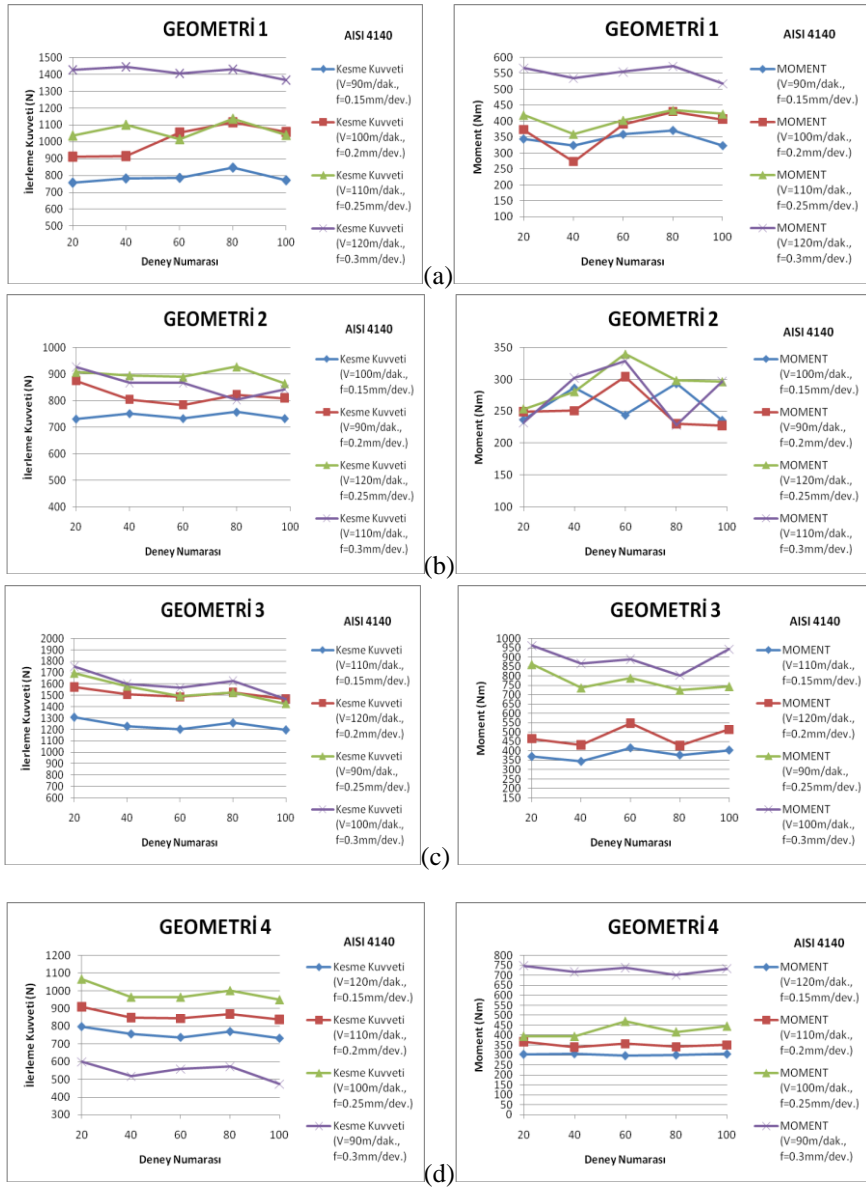 GEOMETRİ 1
AISI 4140
İlerleme Kuvveti (N)
1500
1400
1300
1200
1100
1000
900
800
700
600
500
20 40 60 80 100
Deney Numarası
Kesme Kuvveti
(V=90m/dak.,
f=0.15mm/dev.)
Kesme Kuvveti
(V=100m/dak.,
f=0.2mm/dev.)
Kesme Kuvveti
(V=110m/dak.,
f=0.25mm/dev.)
Kesme Kuvveti
(V=120m/dak.,
f=0.3mm/dev.)
(a)
GEOMETRİ 1
AISI 4140
Moment (Nm)
600
550
500
450
400
350
300
250
200
150
100
20 40 60 80 100
Deney Numarası
MOMENT
(V=90m/dak.,
f=0.15mm/dev.)
MOMENT
(V=100m/dak.,
f=0.2mm/dev.)
MOMENT
(V=110m/dak.,
f=0.25mm/dev.)
MOMENT
(V=120m/dak.,
f=0.3mm/dev.)
GEOMETRİ 2
AISI 4140
İlerleme Kuvveti (N)
1000
900
800
700
600
500
400
20 40 60 80 100
Deney Numarası
Kesme Kuvveti
(V=100m/dak.,
f=0.15mm/dev.)
Kesme Kuvveti
(V=90m/dak.,
f=0.2mm/dev.)
Kesme Kuvveti
(V=120m/dak.,
f=0.25mm/dev.)
Kesme Kuvveti
(V=110m/dak.,
f=0.3mm/dev.)
(b)
GEOMETRİ 2
AISI 4140
Moment (Nm)
350
300
250
200
150
100
20 40 60 80 100
Deney Numarası
MOMENT
(V=100m/dak.,
f=0.15mm/dev.)
MOMENT
(V=90m/dak.,
f=0.2mm/dev.)
MOMENT
(V=120m/dak.,
f=0.25mm/dev.)
MOMENT
(V=110m/dak.,
f=0.3mm/dev.)
GEOMETRİ 3
AISI 4140
İlerleme Kuvveti (N)
2000
1900
1800
1700
1600
1500
1400
1300
1200
1100
1000
900
800
700
600
20 40 60 80 100
Deney Numarası
Kesme Kuvveti
(V=110m/dak.,
f=0.15mm/dev.)
Kesme Kuvveti
(V=120m/dak.,
f=0.2mm/dev.)
Kesme Kuvveti
(V=90m/dak.,
f=0.25mm/dev.)
Kesme Kuvveti
(V=100m/dak.,
f=0.3mm/dev.)
(c)
GEOMETRİ 3
AISI 4140
Moment (Nm)
1000
950
900
850
800
750
700
650
600
550
500
450
400
350
300
250
200
150
20 40 60 80 100
Deney Numarası
MOMENT
(V=110m/dak.,
f=0.15mm/dev.)
MOMENT
(V=120m/dak.,
f=0.2mm/dev.)
MOMENT
(V=90m/dak.,
f=0.25mm/dev.)
MOMENT
(V=100m/dak.,
f=0.3mm/dev.)
GEOMETRİ 4
AISI 4140
İlerleme Kuvveti (N)
1200
1100
1000
900
800
700
600
500
400
300
20 40 60 80 100
Deney Numarası
Kesme Kuvveti
(V=120m/dak.,
f=0.15mm/dev.)
Kesme Kuvveti
(V=110m/dak.,
f=0.2mm/dev.)
Kesme Kuvveti
(V=100m/dak.,
f=0.25mm/dev.)
Kesme Kuvveti
(V=90m/dak.,
f=0.3mm/dev.)
(d)
GEOMETRİ 4
AISI 4140
Moment (Nm)
800
750
700
650
600
550
500
450
400
350
300
250
200
150
100
50
0
20 40 60 80 100
Deney Numarası
MOMENT
(V=120m/dak.,
f=0.15mm/dev.)
MOMENT
(V=110m/dak.,
f=0.2mm/dev.)
MOMENT
(V=100m/dak.,
f=0.25mm/dev.)
MOMENT
(V=90m/dak.,
f=0.3mm/dev.)